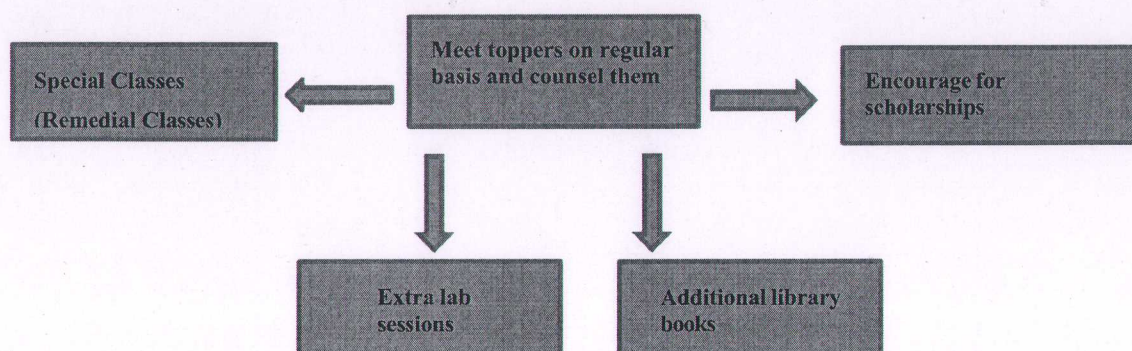 Meet toppers on regular
basis and counsel them
Special Classes
(Remedial Classes)
Encourage for
scholarships
Extra lab
sessions
Additional library
books